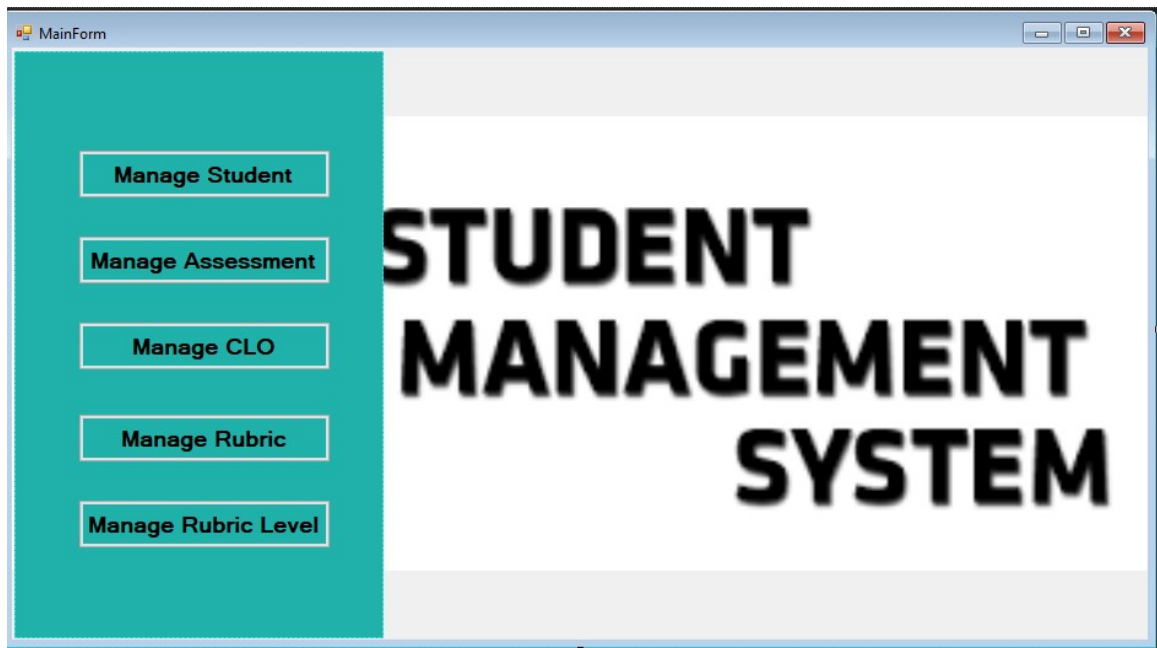 MainForm
Manage Student
Manage Assessment
Manage CLO
Manage Rubric
Manage Rubric Level
STUDENT
MANAGEMENT
SYSTEM